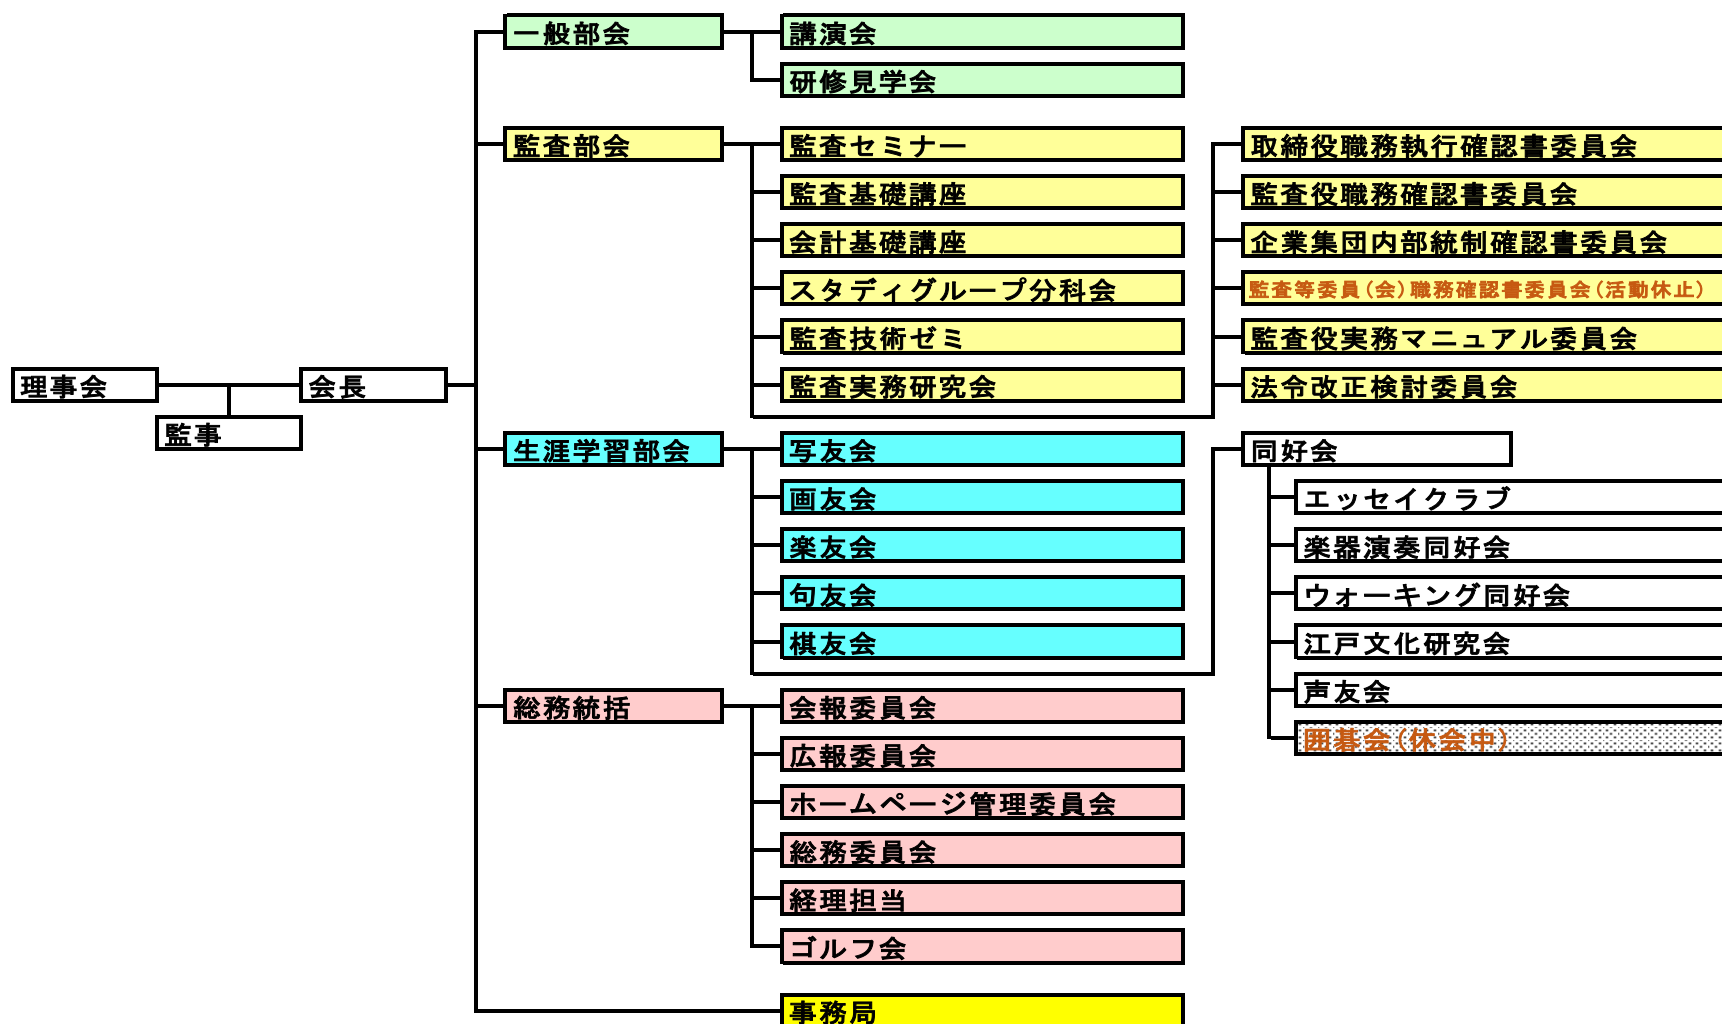 理事会
監事
会長
一般部会
講演会
研修見学会
監査部会
監査セミナー
監査基礎講座
会計基礎講座
スタディグループ分科会
監査技術ゼミ
監査実務研究会
取締役職務執行確認書委員会
監査役職務確認書委員会
企業集団内部統制確認書委員会
監査等委員(会)職務確認書委員会(活動休止)
監査役実務マニュアル委員会
法令改正検討委員会
生涯学習部会
写友会
画友会
楽友会
句友会
棋友会
同好会
エッセイクラブ
楽器演奏同好会
ウォーキング同好会
江戸文化研究会
声友会
囲碁会(休会中)
総務統括
会報委員会
広報委員会
ホームページ管理委員会
総務委員会
経理担当
ゴルフ会
事務局